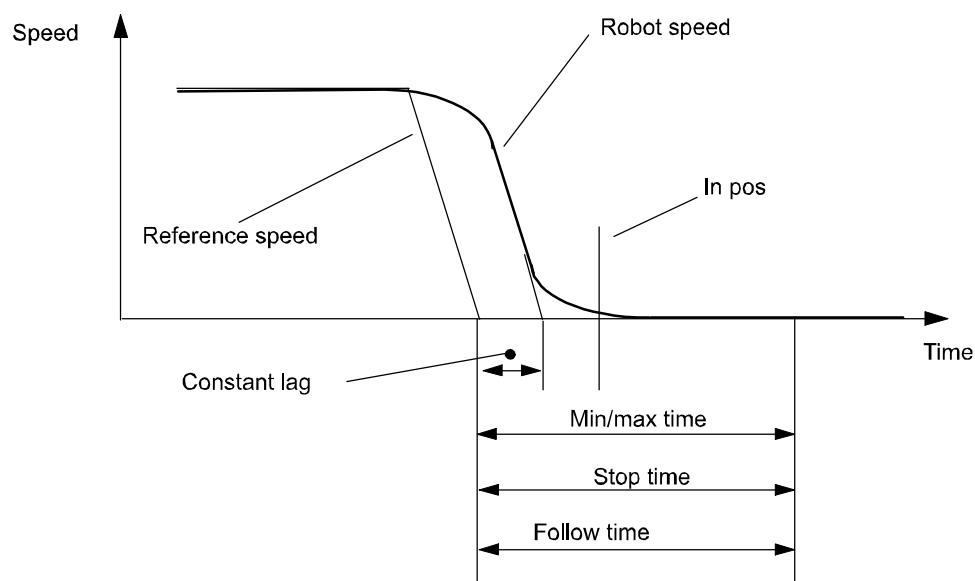 Speed
Robot speed
In pos
Reference speed
Time
Constant lag
Min/max time
Stop time
Follow time